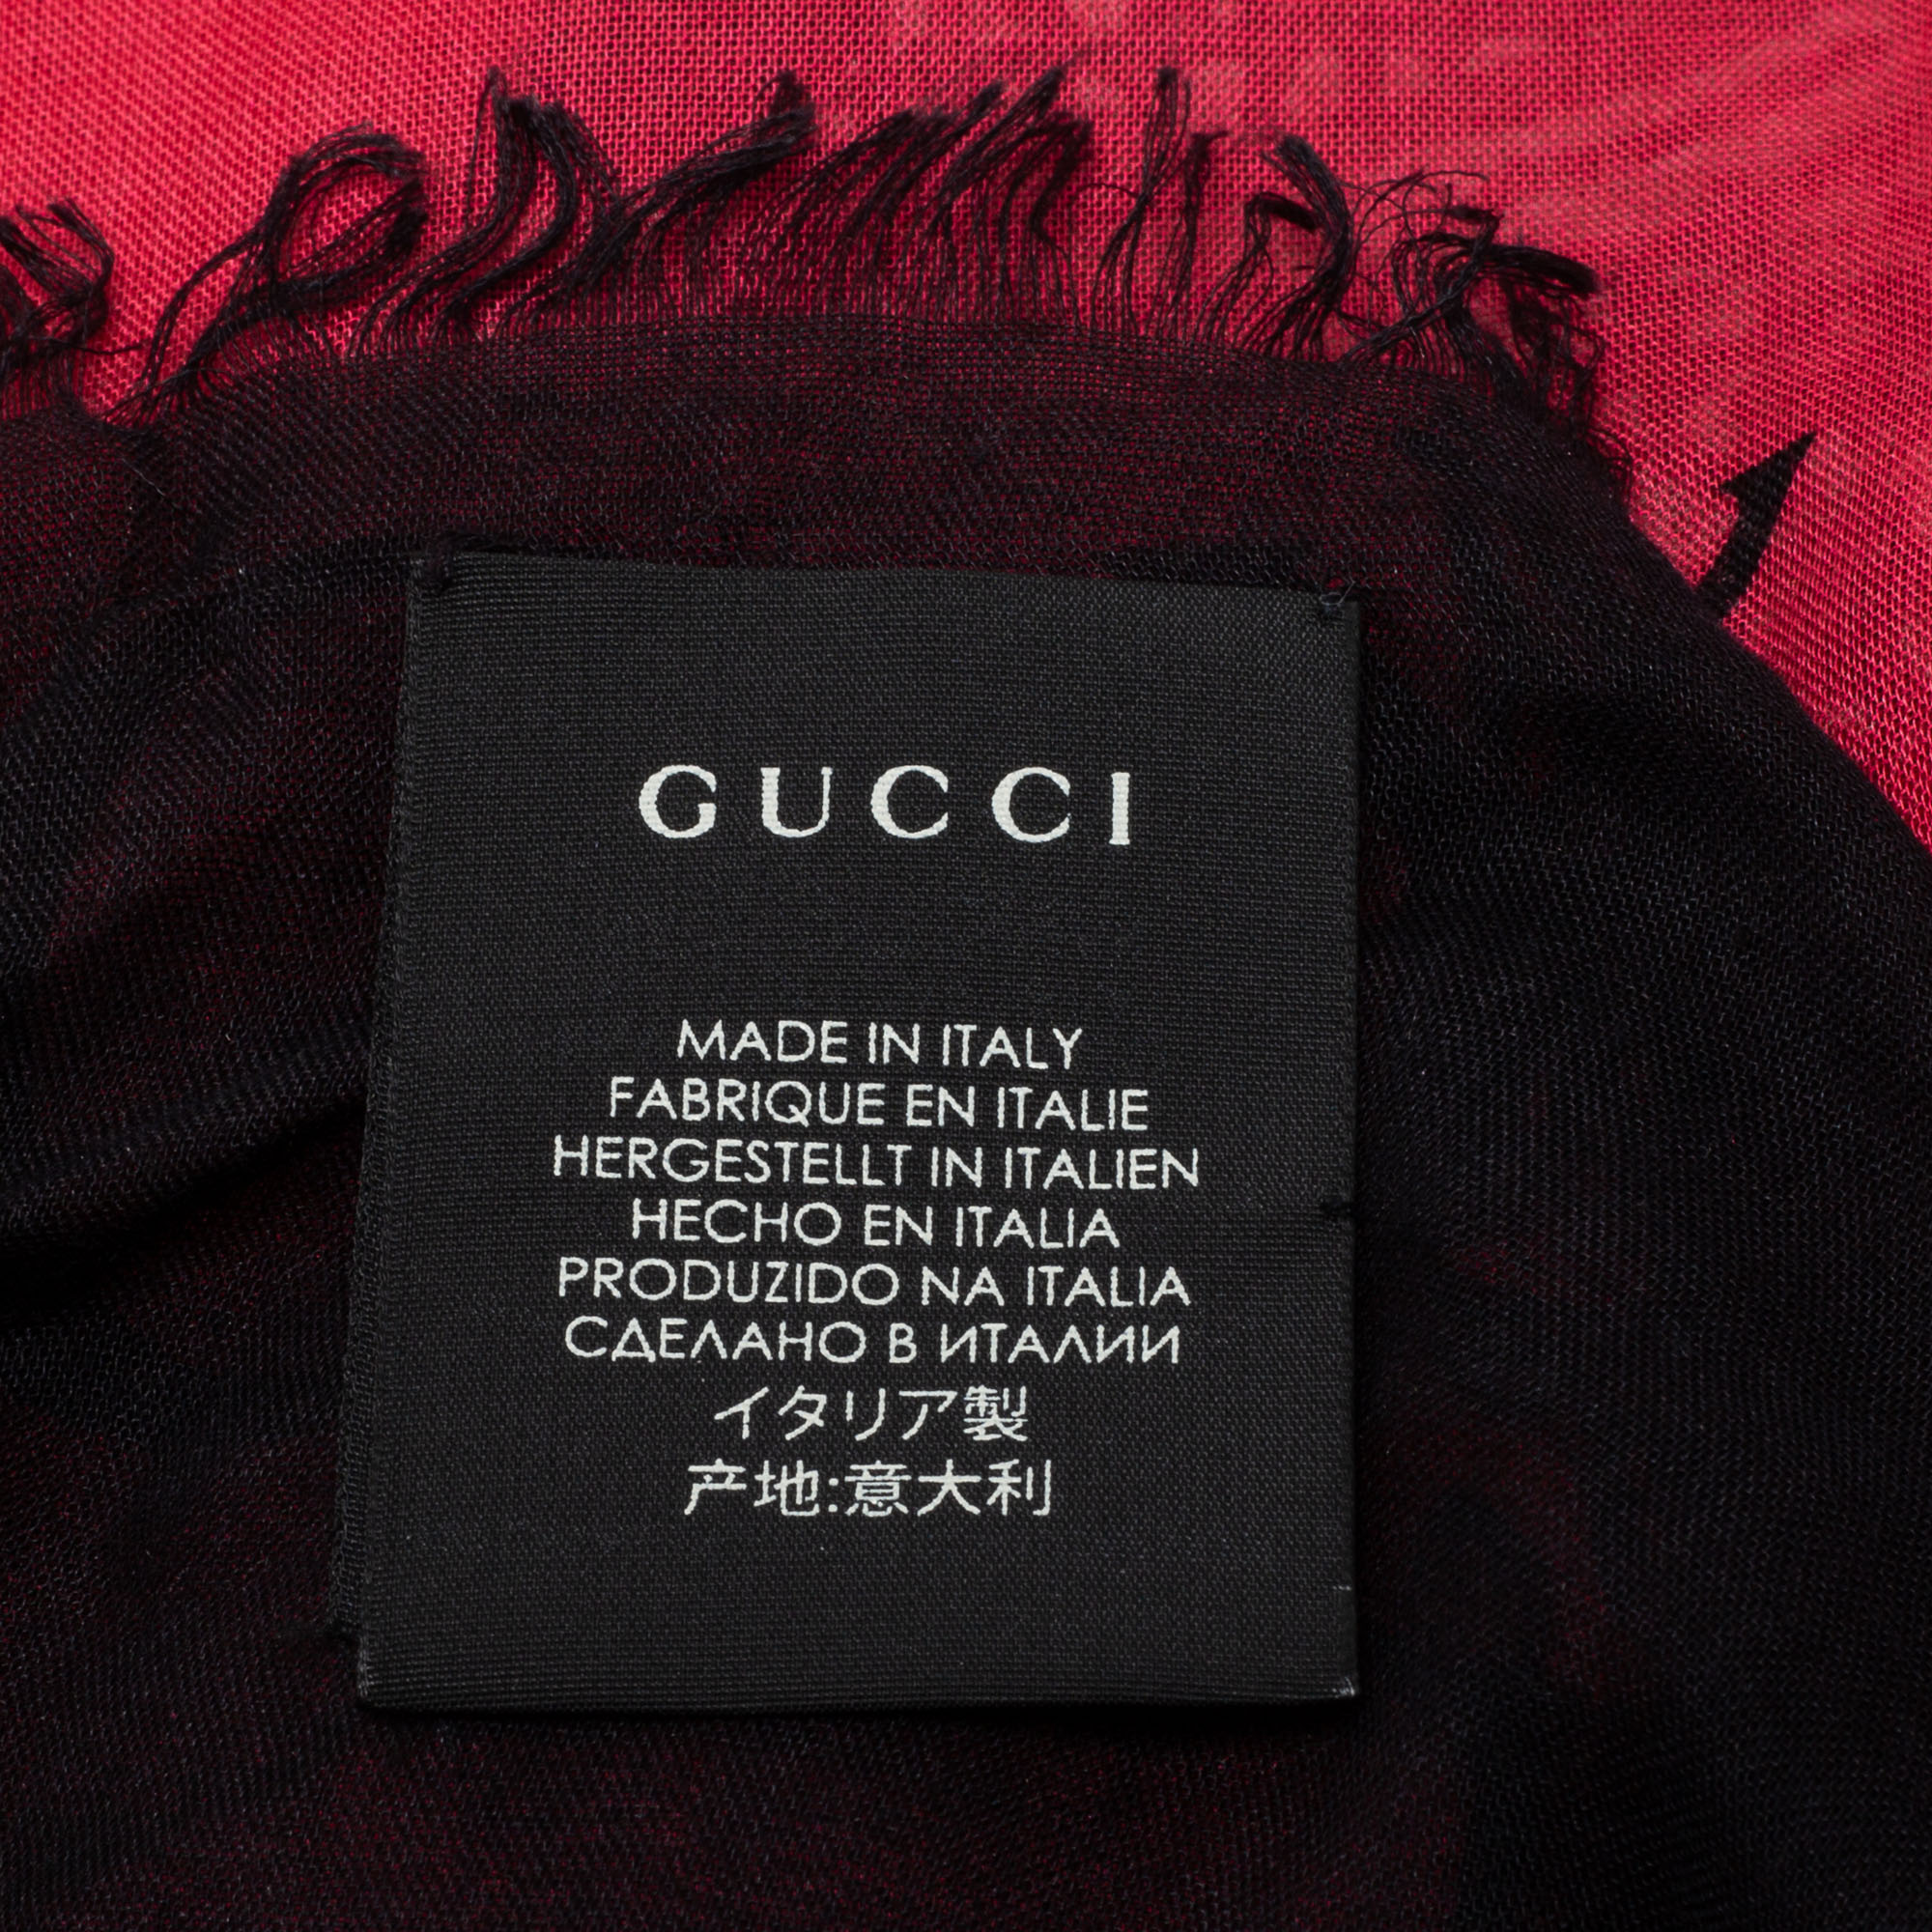 GUCCI
MADE IN ITALY
FABRIQUE EN ITALIE
HERGESTELLT IN ITALIEN
HECHO EN ITALIA
PRODUZIDO NA ITALIA
СДЕЛАНО В ИТАЛИИ
イタリア製
产地:意大利